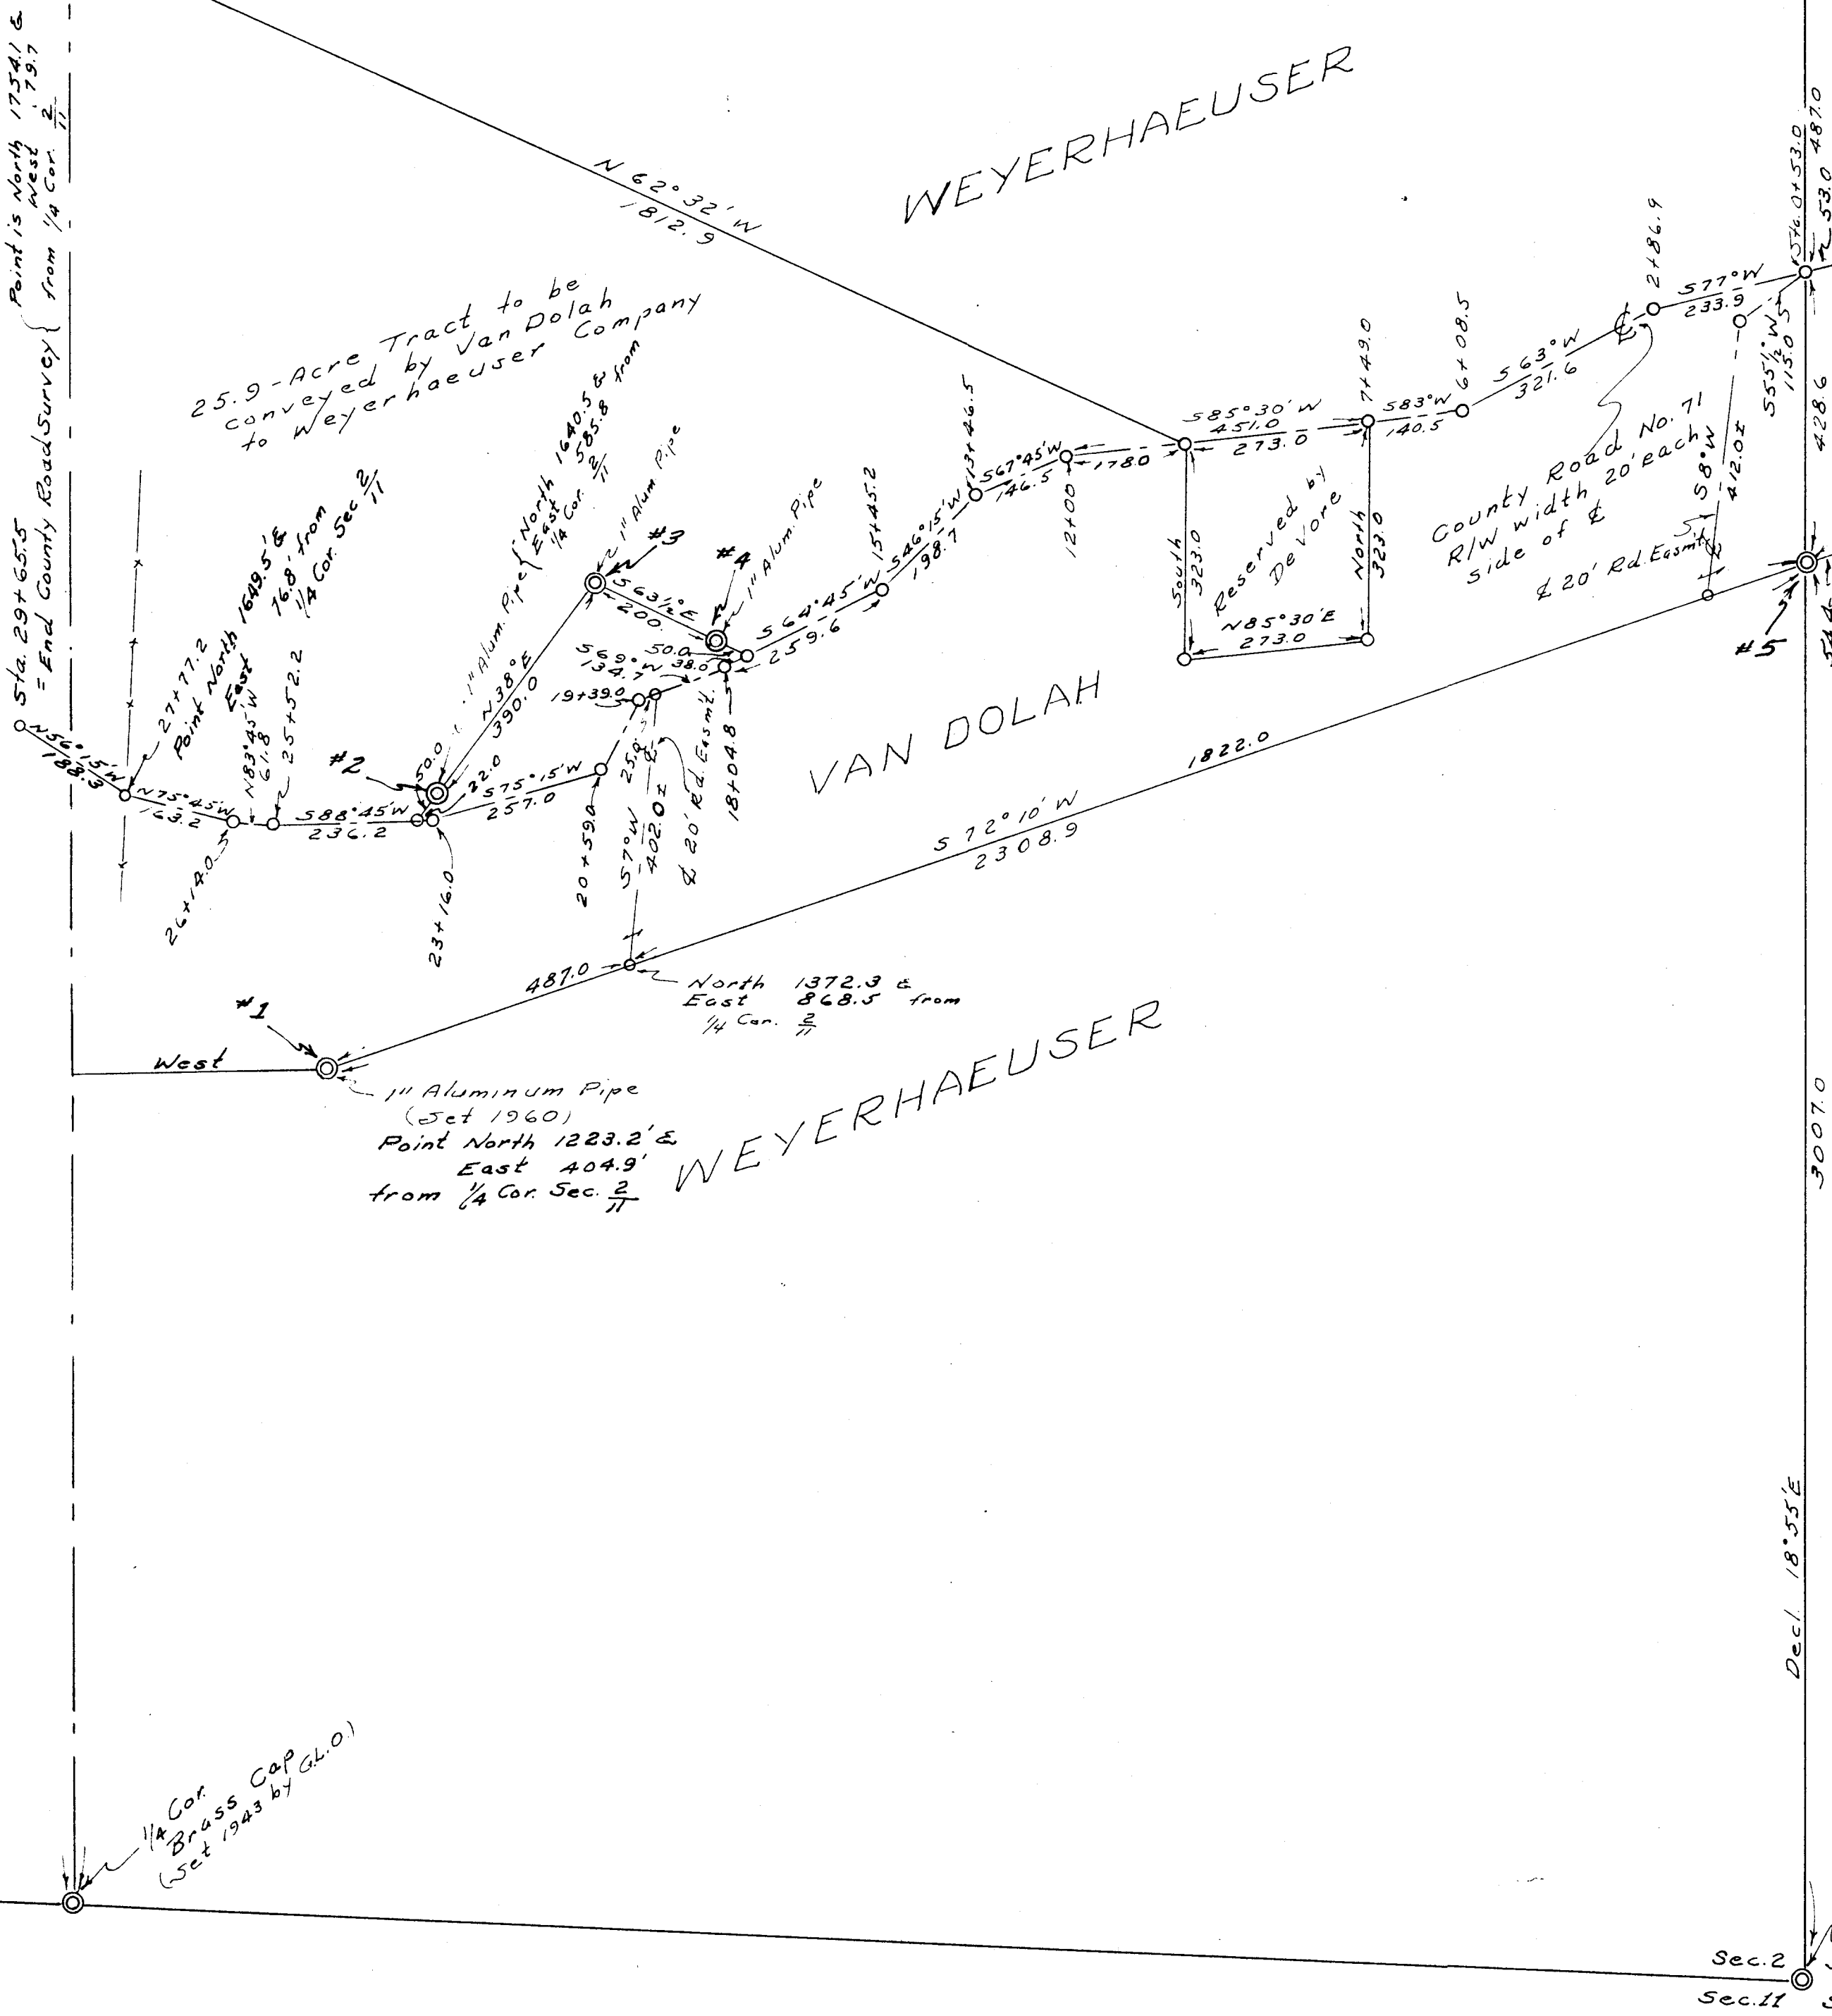 Point is North 1754.1 &
West 79.7
from 1/4 Cor. 2/11
Sta. 29+65.5
= End County Road Survey
WEYERHAEUSER
N 62° 32' W
1812.9
25.9-Acre Tract to be
conveyed by Van Dolah
to Weyerhaeuser Company
Sta. 0+53.0
53.0
487.0
2+86.9
S77°W
233.9
S55½°W
115.0
428.6
6+08.5
S63°W
321.6
℄
7+49.0
S83°W
140.5
S85°30'W
451.0
273.0
178.0
12+00
S67°45'W
146.5
13+46.5
S46°15'W
198.7
15+45.2
S64°45'W
259.6
County Road No. 71
R/W width 20' each
side of ℄
S8°W
412.0±
℄ 20' Rd. Easm't.
Reserved by
DeVore
South
323.0
North
323.0
N85°30'E
273.0
#5
North 1640.5 &
East 585.8 from
1/4 Cor. 2/11
1" Alum. Pipe
1" Alum. Pipe
#3
#4
1" Alum. Pipe
S63½°E
200.
50.0
38.0
S69°W
134.7
19+39.0
18+04.8
25.0
N38°E
390.0
#2
50.0
22.0
S75°15'W
257.0
20+59.0
S7°W
402.0±
℄ 20' Rd. Easm't.
27+77.2
Point North 1649.5' &
East 76.8' from
1/4 Cor. Sec 2/11
N56°15'W
188.3
N75°45'W
163.2
N83°45'W
61.8
25+52.2
S88°45'W
236.2
26+14.0
23+16.0
VAN DOLAH
1822.0
S 72°10' W
2308.9
487.0
North 1372.3 &
East 868.5 from
1/4 Cor. 2/11
#1
West
1" Aluminum Pipe
(Set 1960)
Point North 1223.2' &
East 404.9'
from 1/4 Cor. Sec. 2/11
WEYERHAEUSER
3007.0
Decl. 18°55'E
1/4 Cor.
Brass Cap
(Set 1943 by G.L.O.)
Sec.2
Sec.11